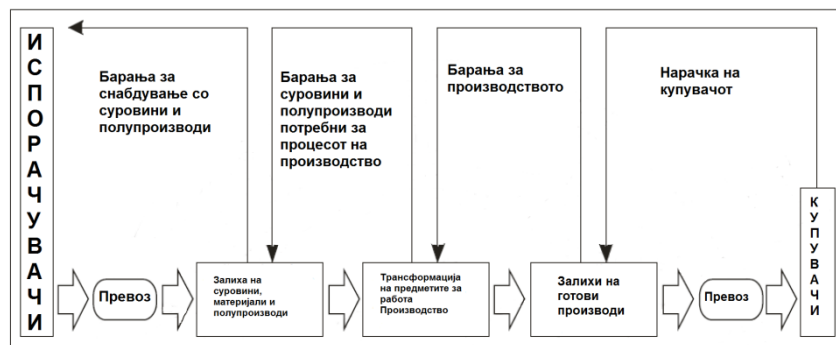 ИСПОРАЧУВАЧИ
Барања за
снабдување со
суровини и
полупроизводи
Барања за
суровини и
полупроизводи
потребни за
процесот на
производство
Барања за
производството
Нарачка на
купувачот
КУПУВАЧИ
Превоз
Залиха на
суровини,
материјали и
полупроизводи
Трансформација
на предметите за
работа
Производство
Залихи на
готови
производи
Превоз